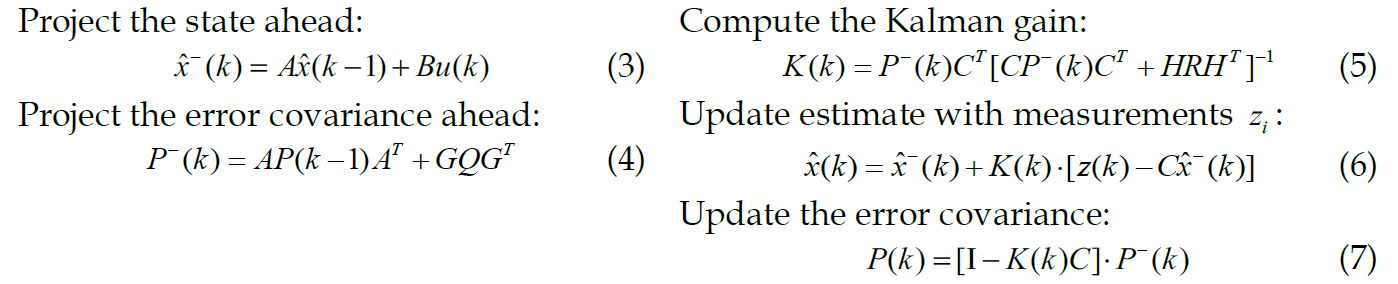 Project the state ahead:
x̂⁻(k) = Ax̂(k−1) + Bu(k) (3)
Project the error covariance ahead:
P⁻(k) = AP(k−1)Aᵀ + GQGᵀ (4)
Compute the Kalman gain:
K(k) = P⁻(k)Cᵀ[CP⁻(k)Cᵀ + HRHᵀ]⁻¹ (5)
Update estimate with measurements zᵢ:
x̂(k) = x̂⁻(k) + K(k)·[z(k) − Cx̂⁻(k)] (6)
Update the error covariance:
P(k) = [I − K(k)C]·P⁻(k) (7)